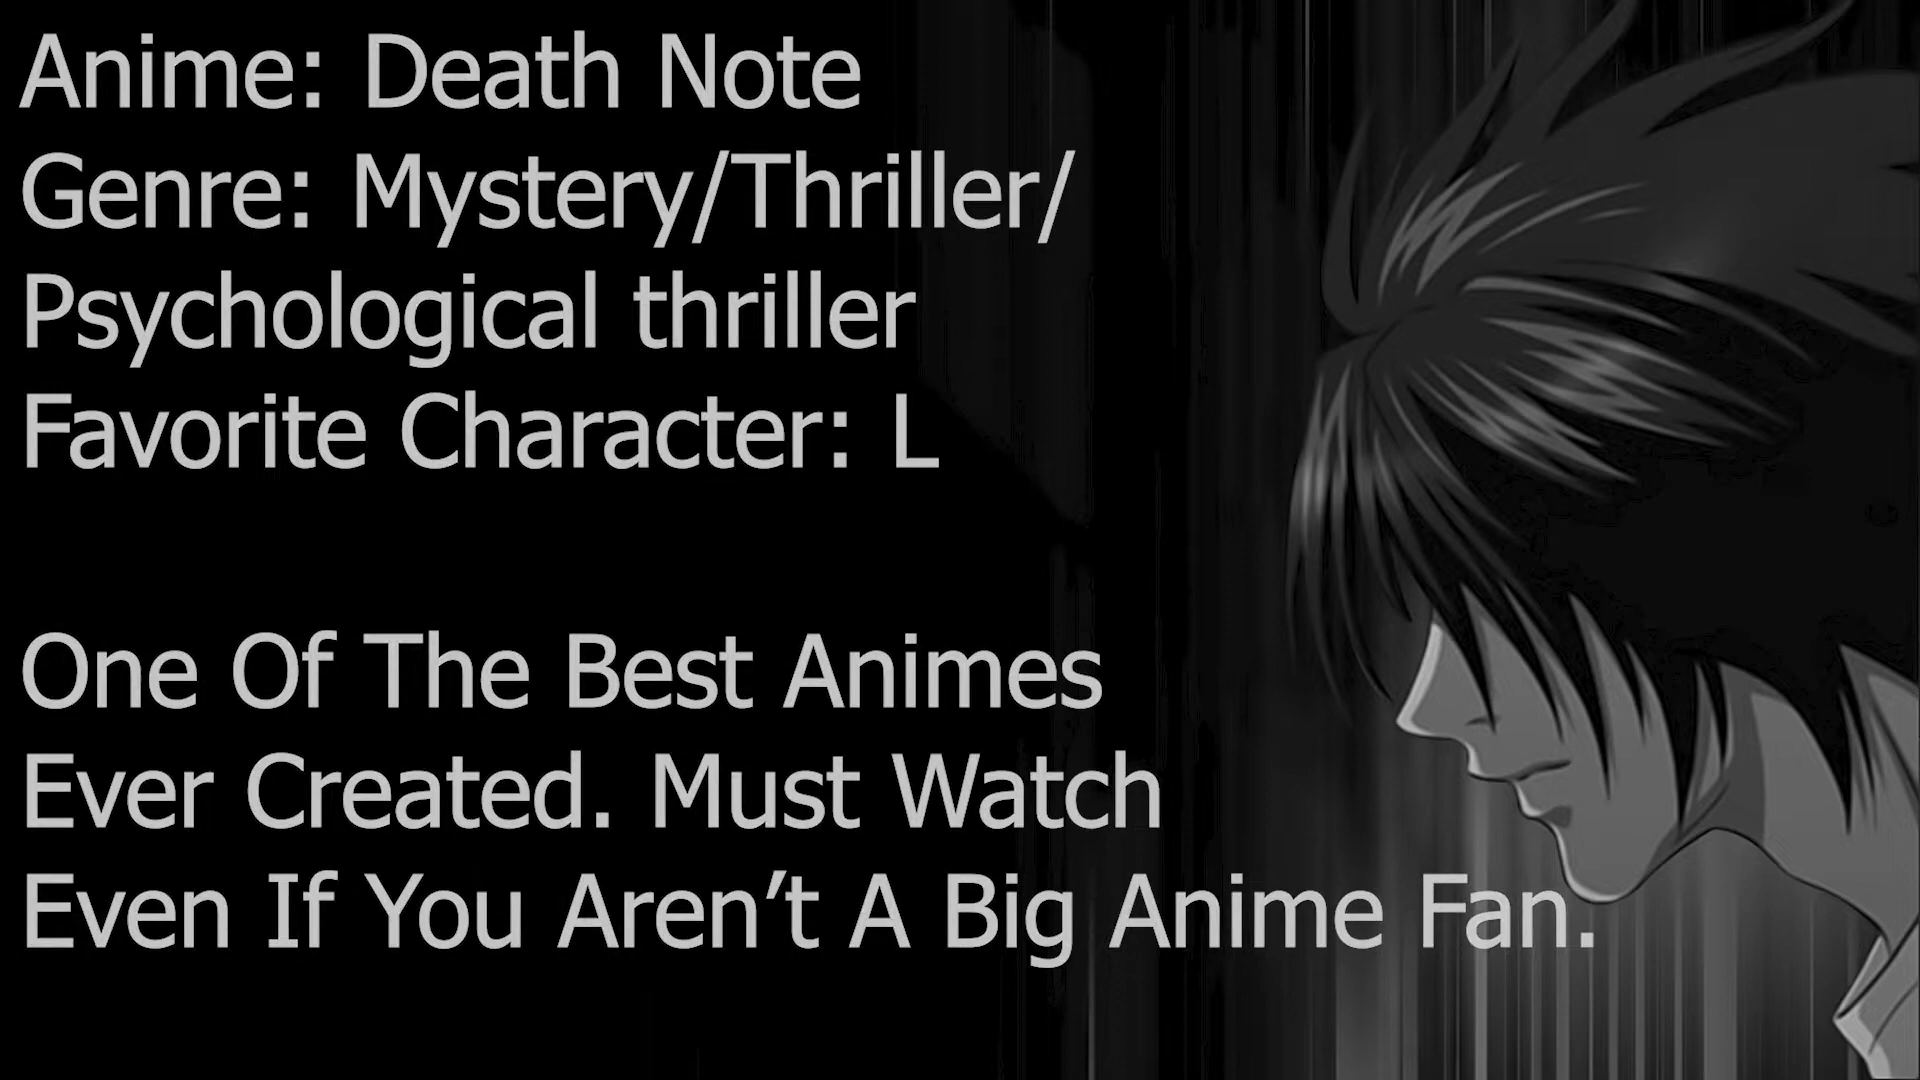 Anime: Death Note
Genre: Mystery/Thriller/
Psychological thriller
Favorite Character: L
One Of The Best Animes
Ever Created. Must Watch
Even If You Aren’t A Big Anime Fan.